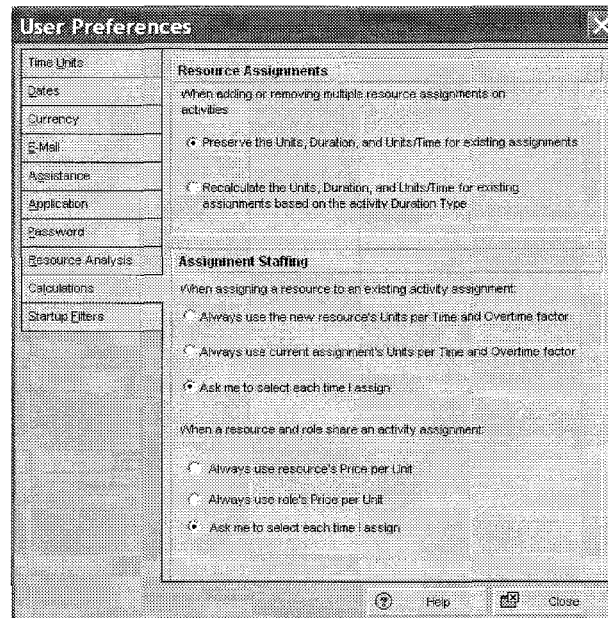 User Preferences
Time Units
Dates
Currency
E-Mail
Assistance
Application
Password
Resource Analysis
Calculations
Startup Filters
Resource Assignments
When adding or removing multiple resource assignments on
activities
Preserve the Units, Duration, and Units/Time for existing assignments
Recalculate the Units, Duration, and Units/Time for existing
assignments based on the activity Duration Type
Assignment Staffing
When assigning a resource to an existing activity assignment:
Always use the new resource's Units per Time and Overtime factor
Always use current assignment's Units per Time and Overtime factor
Ask me to select each time I assign
When a resource and role share an activity assignment:
Always use resource's Price per Unit
Always use role's Price per Unit
Ask me to select each time I assign
Help
Close